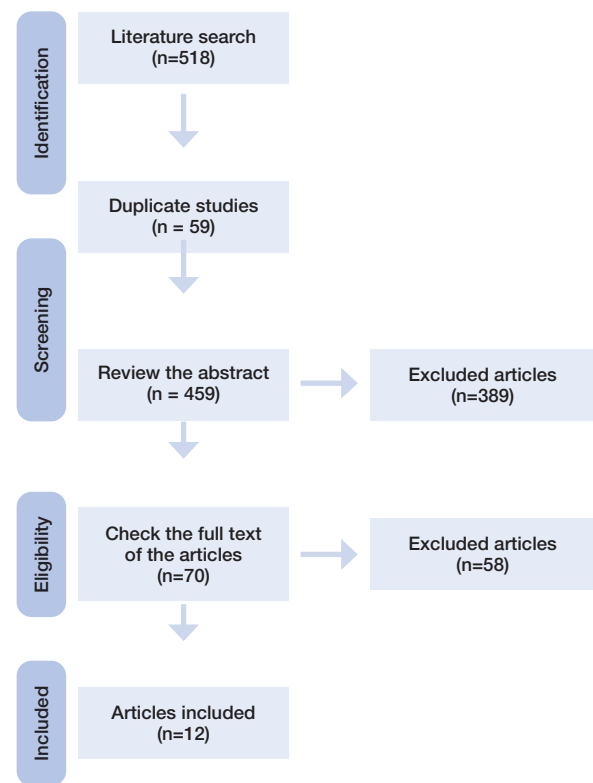 Identification
Literature search
(n=518)
Duplicate studies
(n = 59)
Screening
Review the abstract
(n = 459)
Excluded articles
(n=389)
Eligibility
Check the full text
of the articles
(n=70)
Excluded articles
(n=58)
Included
Articles included
(n=12)